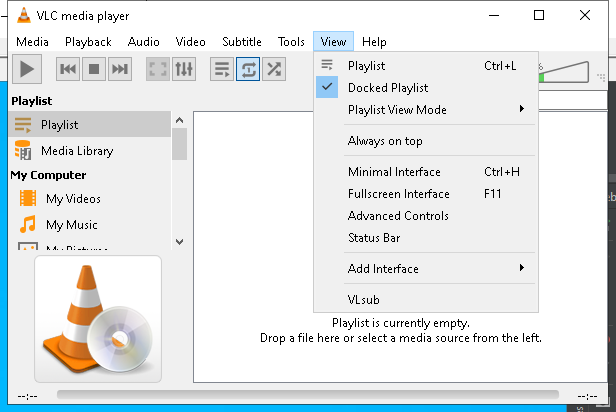 VLC media player
Media Playback Audio Video Subtitle Tools View Help
Playlist
Playlist
Media Library
My Computer
My Videos
My Music
My Pictures
Playlist Ctrl+L
Docked Playlist
Playlist View Mode
Always on top
Minimal Interface Ctrl+H
Fullscreen Interface F11
Advanced Controls
Status Bar
Add Interface
VLsub
%
Playlist is currently empty.
Drop a file here or select a media source from the left.
--:-- --:--